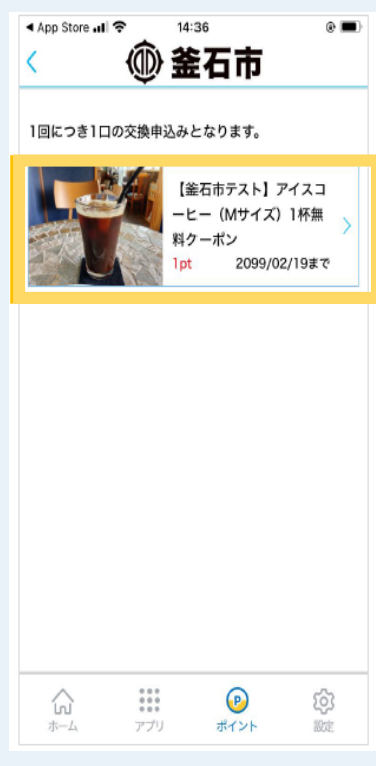 App Store
14:36
釜石市
1回につき1口の交換申込みとなります。
【釜石市テスト】アイスコ
ーヒー（Mサイズ）1杯無
料クーポン
1pt 2099/02/19まで
P
ホーム アプリ ポイント 設定